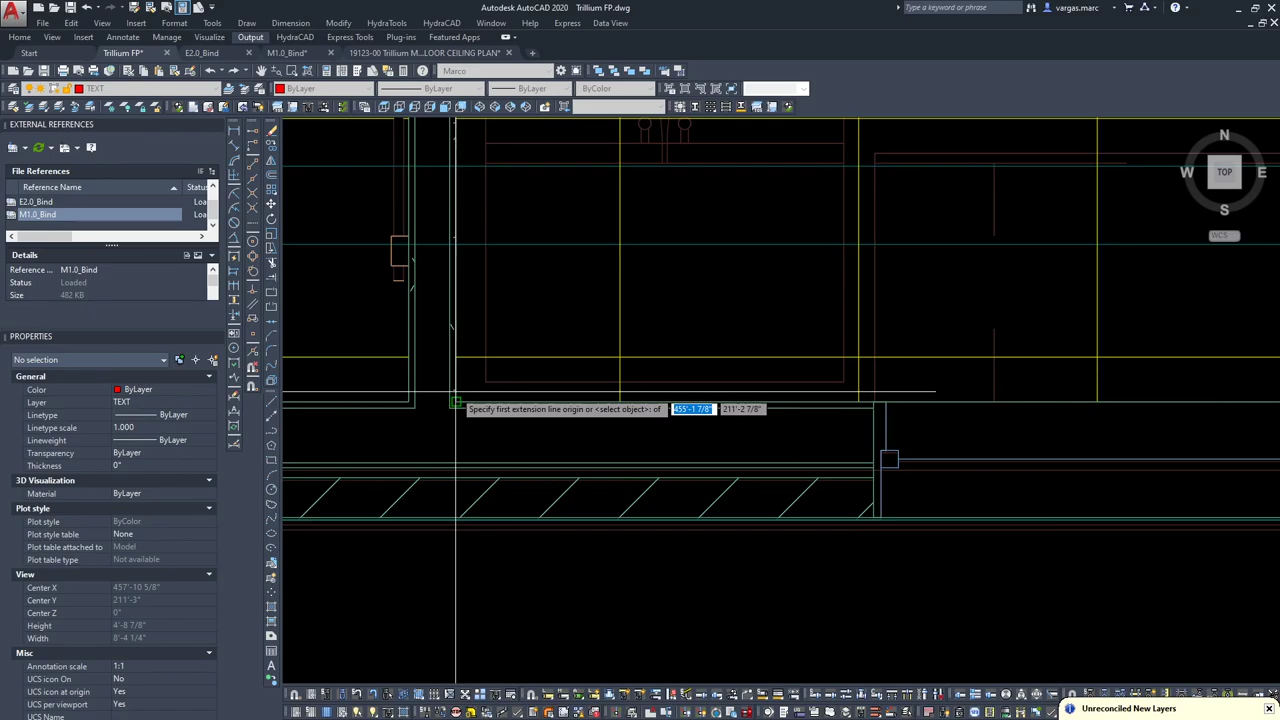 Autodesk AutoCAD 2020   Trillium FP.dwg
Type a keyword or phrase
vargas.marc
File Edit View Insert Format Tools Draw Dimension Modify HydraTools HydraCAD Window Help Express Data View
Home View Insert Annotate Visualize Manage Output HydraCAD Express Tools Plug-ins Featured Apps
Start Trillium FP* E2.0_Bind M1.0_Bind* 19123-00 Trillium M...LOOR CEILING PLAN*
Marco
TEXT ByLayer ByLayer ByLayer ByColor
EXTERNAL REFERENCES
File References
Reference Name Status
E2.0_Bind Loa
M1.0_Bind Loa
Details
Reference ... M1.0_Bind
Status Loaded
Size 482 KB
PROPERTIES
No selection
General
Color ByLayer
Layer TEXT
Linetype ByLayer
Linetype scale 1.000
Lineweight ByLayer
Transparency ByLayer
Thickness 0"
3D Visualization
Material ByLayer
Plot style
Plot style ByColor
Plot style table None
Plot table attached to Model
Plot table type Not available
View
Center X 457'-10 5/8"
Center Y 211'-3"
Center Z 0"
Height 4'-8 7/8"
Width 8'-4 1/4"
Misc
Annotation scale 1:1
UCS icon On No
UCS icon at origin Yes
UCS per viewport Yes
UCS Name
Specify first extension line origin or <select object>: of 455'-1 7/8" 211'-2 7/8"
N
W TOP E
S
WCS
Unreconciled New Layers